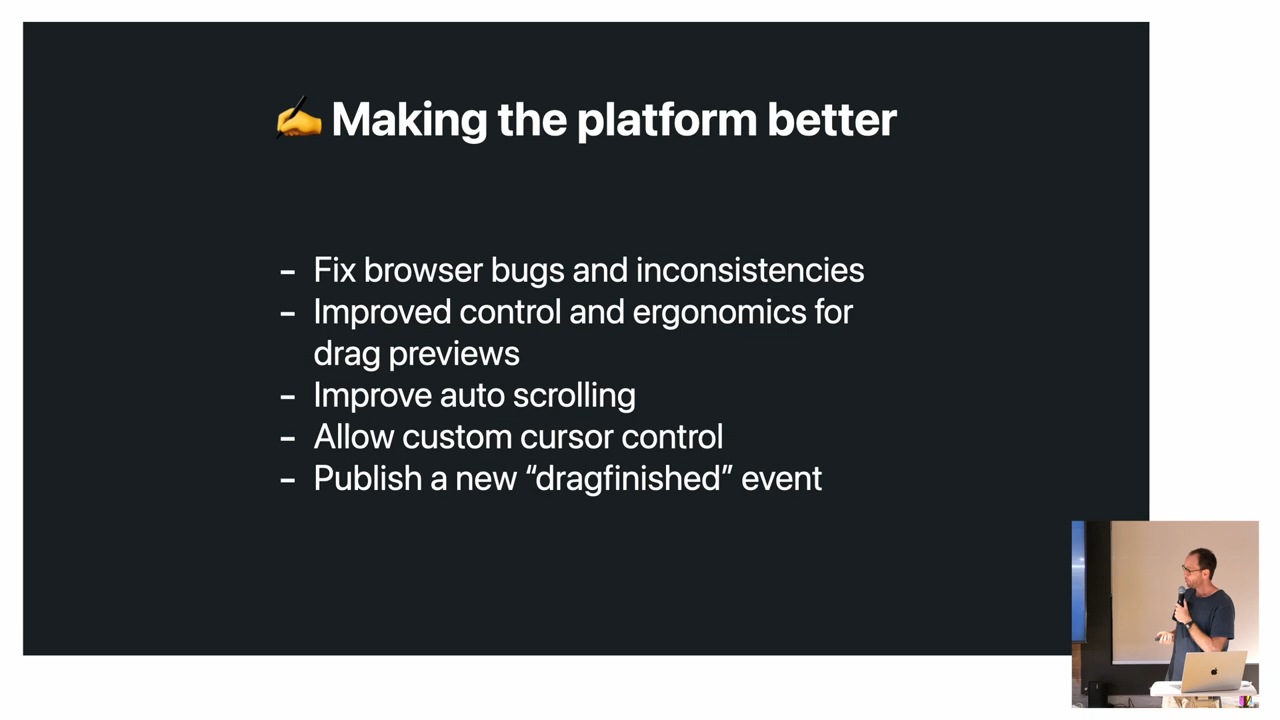 ✍️ Making the platform better
- Fix browser bugs and inconsistencies
- Improved control and ergonomics for
drag previews
- Improve auto scrolling
- Allow custom cursor control
- Publish a new “dragfinished” event